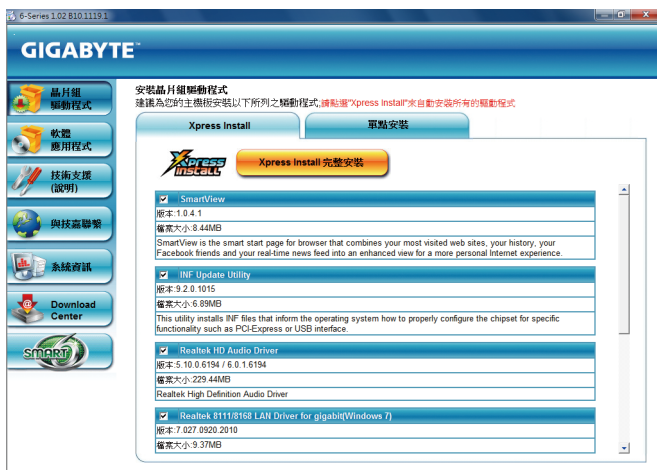 6-Series 1.02 B10.1119.1
GIGABYTE™
晶片組
驅動程式
軟體
應用程式
技術支援
(說明)
與技嘉聯繫
系統資訊
Download
Center
SMART
安裝晶片組驅動程式
建議為您的主機板安裝以下所列之驅動程式;請點選"Xpress Install"來自動安裝所有的驅動程式
Xpress Install
單點安裝
Xpress
Install
Xpress Install 完整安裝
SmartView
版本:1.0.4.1
檔案大小:8.44MB
SmartView is the smart start page for browser that combines your most visited web sites, your history, your
Facebook friends and your real-time news feed into an enhanced view for a more personal Internet experience.
INF Update Utility
版本:9.2.0.1015
檔案大小:6.89MB
This utility installs INF files that inform the operating system how to properly configure the chipset for specific
functionality such as PCI-Express or USB interface.
Realtek HD Audio Driver
版本:5.10.0.6194 / 6.0.1.6194
檔案大小:229.44MB
Realtek High Definition Audio Driver
Realtek 8111/8168 LAN Driver for gigabit(Windows 7)
版本:7.027.0920.2010
檔案大小:9.37MB